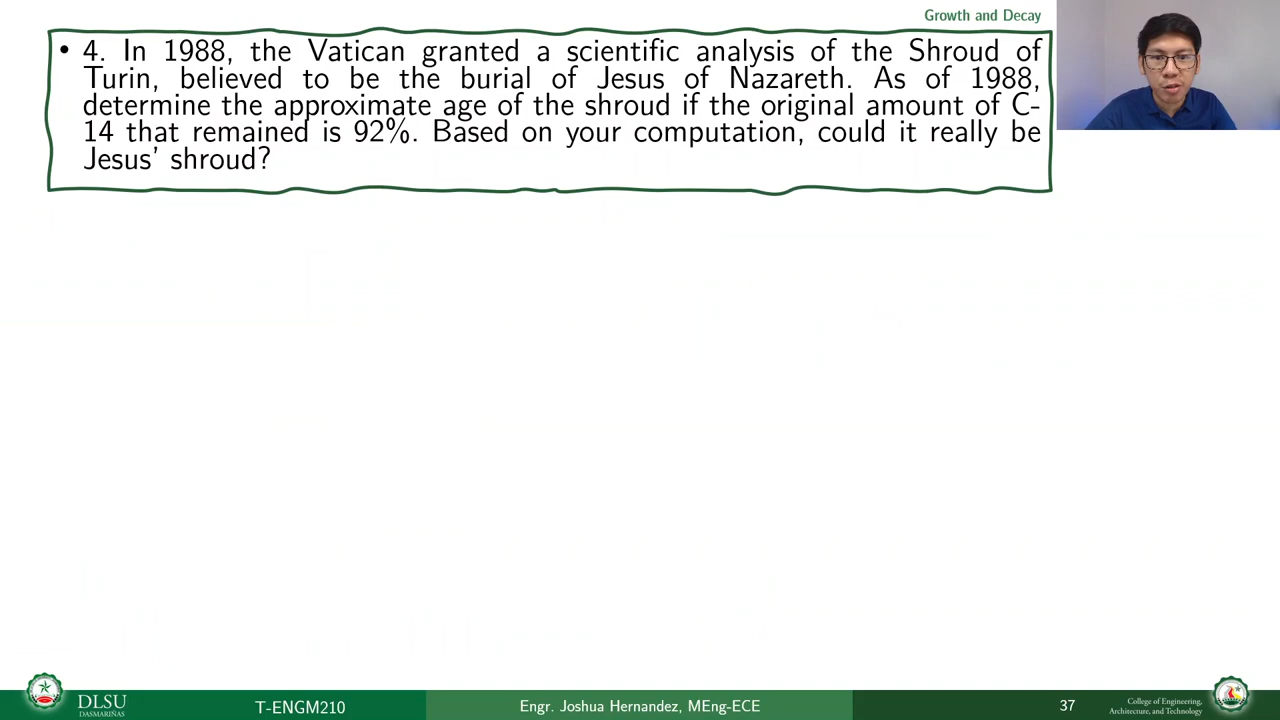 Growth and Decay
• 4. In 1988, the Vatican granted a scientific analysis of the Shroud of
Turin, believed to be the burial of Jesus of Nazareth. As of 1988,
determine the approximate age of the shroud if the original amount of C-
14 that remained is 92%. Based on your computation, could it really be
Jesus’ shroud?
DLSU
DASMARIÑAS
T-ENGM210
Engr. Joshua Hernandez, MEng-ECE
37
College of Engineering,
Architecture, and Technology